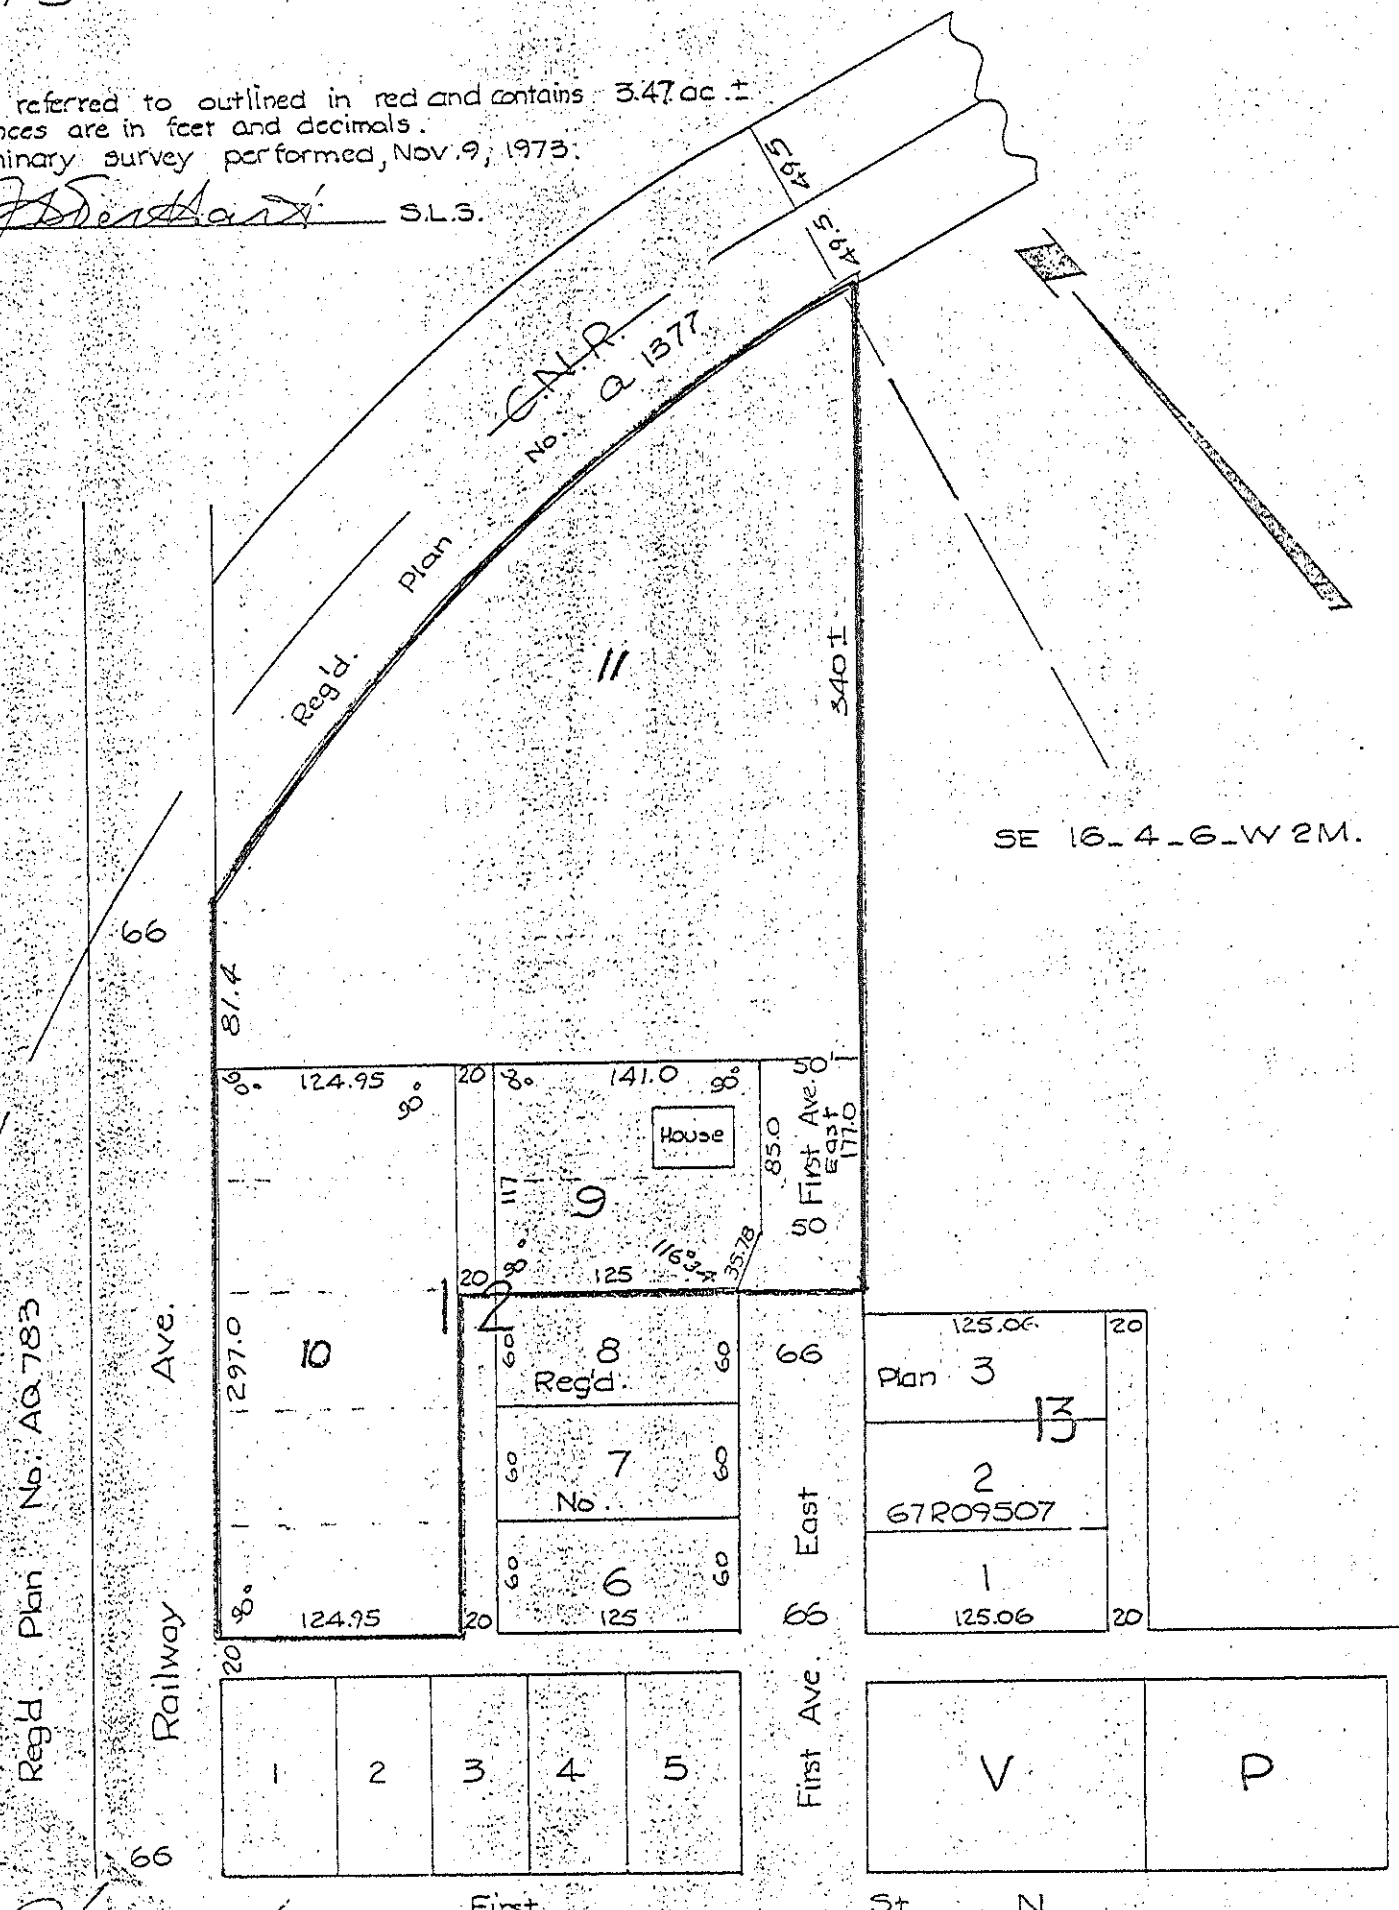 referred to outlined in red and contains 3.47 ac. ±
nces are in feet and decimals.
ninary survey performed, Nov. 9, 1973.
S.L.S.
49.5
49.5
C.N.R.
Reg'd. Plan No. Q 1377
11
340 ±
SE 16-4-6-W 2M.
66
81.4
90°
124.95
90°
20
90°
141.0
90°
50'
House
85.0
First Ave.
East
177.0
117
9
50
90°
116°
35.78
20
125
12
10
297.0
60
8
60
66
125.06
20
Reg'd.
Plan 3
13
60
7
60
No.
2
67R09507
East
60
6
60
1
90°
124.95
20
125
66
125.06
20
Reg'd. Plan No. AQ 783
Railway Ave.
20
1
2
3
4
5
First Ave.
V
P
66
First
St
N